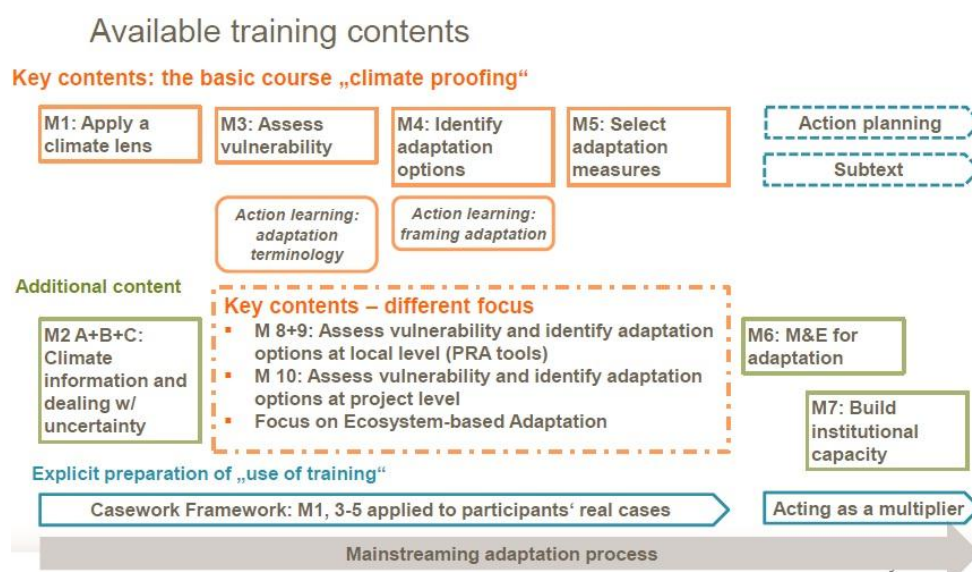 Available training contents
Key contents: the basic course „climate proofing“
M1: Apply a
climate lens
M3: Assess
vulnerability
M4: Identify
adaptation
options
M5: Select
adaptation
measures
Action planning
Subtext
Action learning:
adaptation
terminology
Action learning:
framing adaptation
Additional content
M2 A+B+C:
Climate
information and
dealing w/
uncertainty
Key contents – different focus
▪ M 8+9: Assess vulnerability and identify adaptation
options at local level (PRA tools)
▪ M 10: Assess vulnerability and identify adaptation
options at project level
▪ Focus on Ecosystem-based Adaptation
M6: M&E for
adaptation
M7: Build
institutional
capacity
Explicit preparation of „use of training“
Casework Framework: M1, 3-5 applied to participants‘ real cases
Acting as a multiplier
Mainstreaming adaptation process